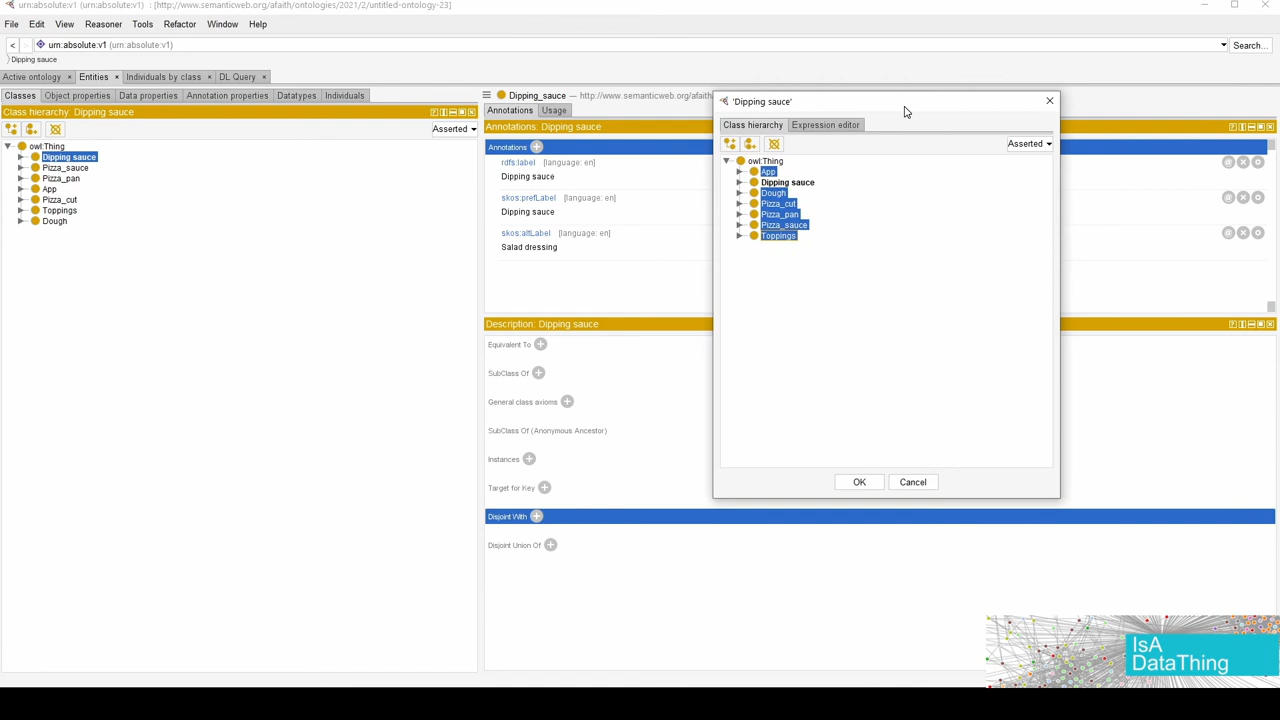 urn:absolute:v1 (urn:absolute:v1) : [http://www.semanticweb.org/afaith/ontologies/2021/2/untitled-ontology-23]
File Edit View Reasoner Tools Refactor Window Help
< > urn:absolute:v1 (urn:absolute:v1) Search...
Dipping sauce
Active ontology × Entities × Individuals by class × DL Query ×
Classes Object properties Data properties Annotation properties Datatypes Individuals
Class hierarchy: Dipping sauce
Asserted
owl:Thing
Dipping sauce
Pizza_sauce
Pizza_pan
App
Pizza_cut
Toppings
Dough
Dipping_sauce — http://www.semanticweb.org/afaith
Annotations Usage
Annotations: Dipping sauce
Annotations
rdfs:label [language: en]
Dipping sauce
skos:prefLabel [language: en]
Dipping sauce
skos:altLabel [language: en]
Salad dressing
Description: Dipping sauce
Equivalent To
SubClass Of
General class axioms
SubClass Of (Anonymous Ancestor)
Instances
Target for Key
Disjoint With
Disjoint Union Of
'Dipping sauce'
Class hierarchy Expression editor
Asserted
owl:Thing
App
Dipping sauce
Dough
Pizza_cut
Pizza_pan
Pizza_sauce
Toppings
OK Cancel
IsA
DataThing